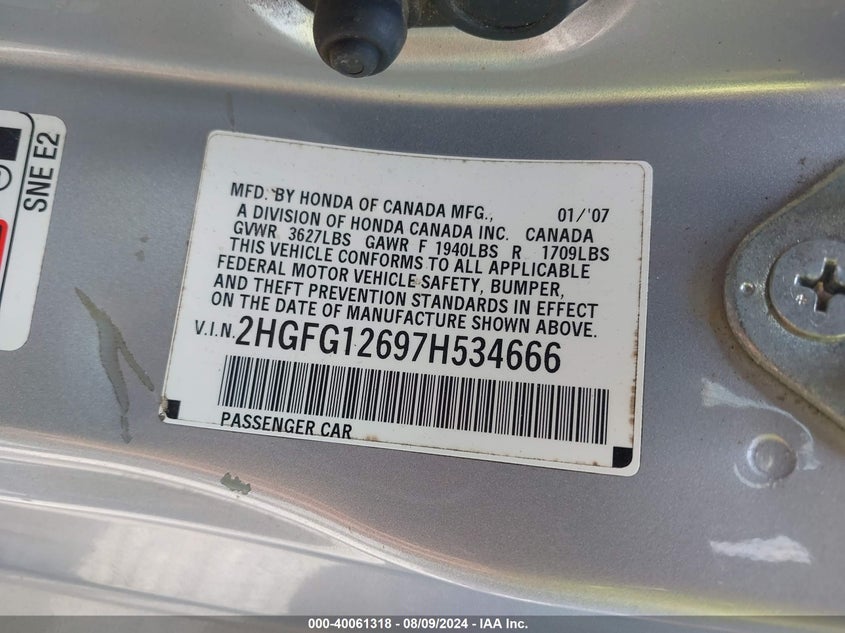 SNE E2
MFD. BY HONDA OF CANADA MFG., 01/'07
A DIVISION OF HONDA CANADA INC. CANADA
GVWR 3627LBS GAWR F 1940LBS R 1709LBS
THIS VEHICLE CONFORMS TO ALL APPLICABLE
FEDERAL MOTOR VEHICLE SAFETY, BUMPER,
AND THEFT PREVENTION STANDARDS IN EFFECT
ON THE DATE OF MANUFACTURE SHOWN ABOVE.
V.I.N. 2HGFG12697H534666
PASSENGER CAR
000-40061318 - 08/09/2024 - IAA Inc.